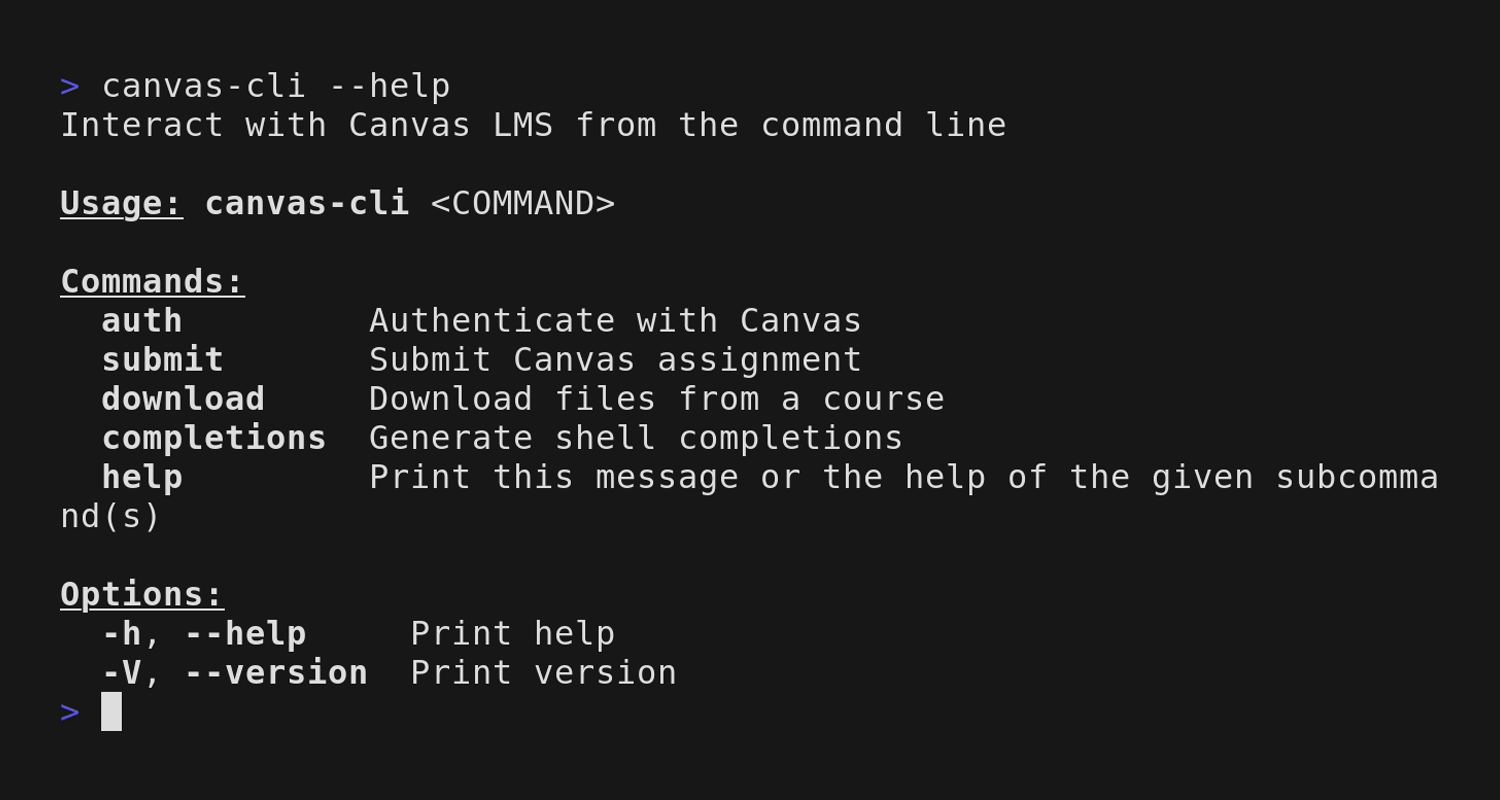 > canvas-cli --help
Interact with Canvas LMS from the command line
Usage: canvas-cli <COMMAND>
Commands:
  auth         Authenticate with Canvas
  submit       Submit Canvas assignment
  download     Download files from a course
  completions  Generate shell completions
  help         Print this message or the help of the given subcomma
nd(s)
Options:
  -h, --help     Print help
  -V, --version  Print version
>